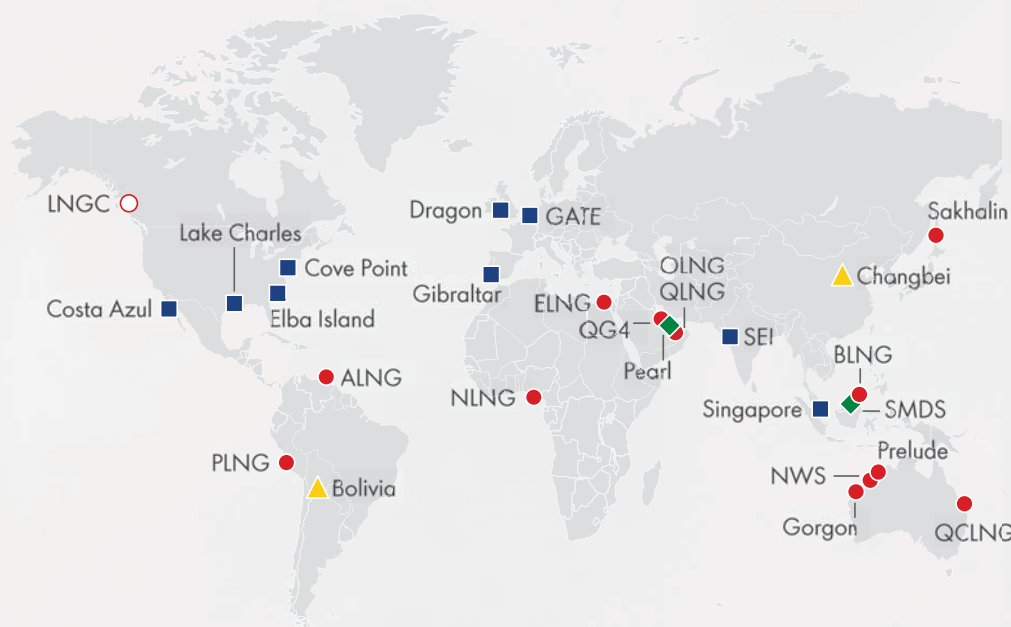 LNGC
Lake Charles
Costa Azul
Cove Point
Elba Island
Dragon
GATE
Gibraltar
ELNG
OLNG
QLNG
QG4
Pearl
SEI
Sakhalin
Changbei
ALNG
NLNG
BLNG
Singapore
SMDS
PLNG
Bolivia
Prelude
NWS
Gorgon
QCLNG